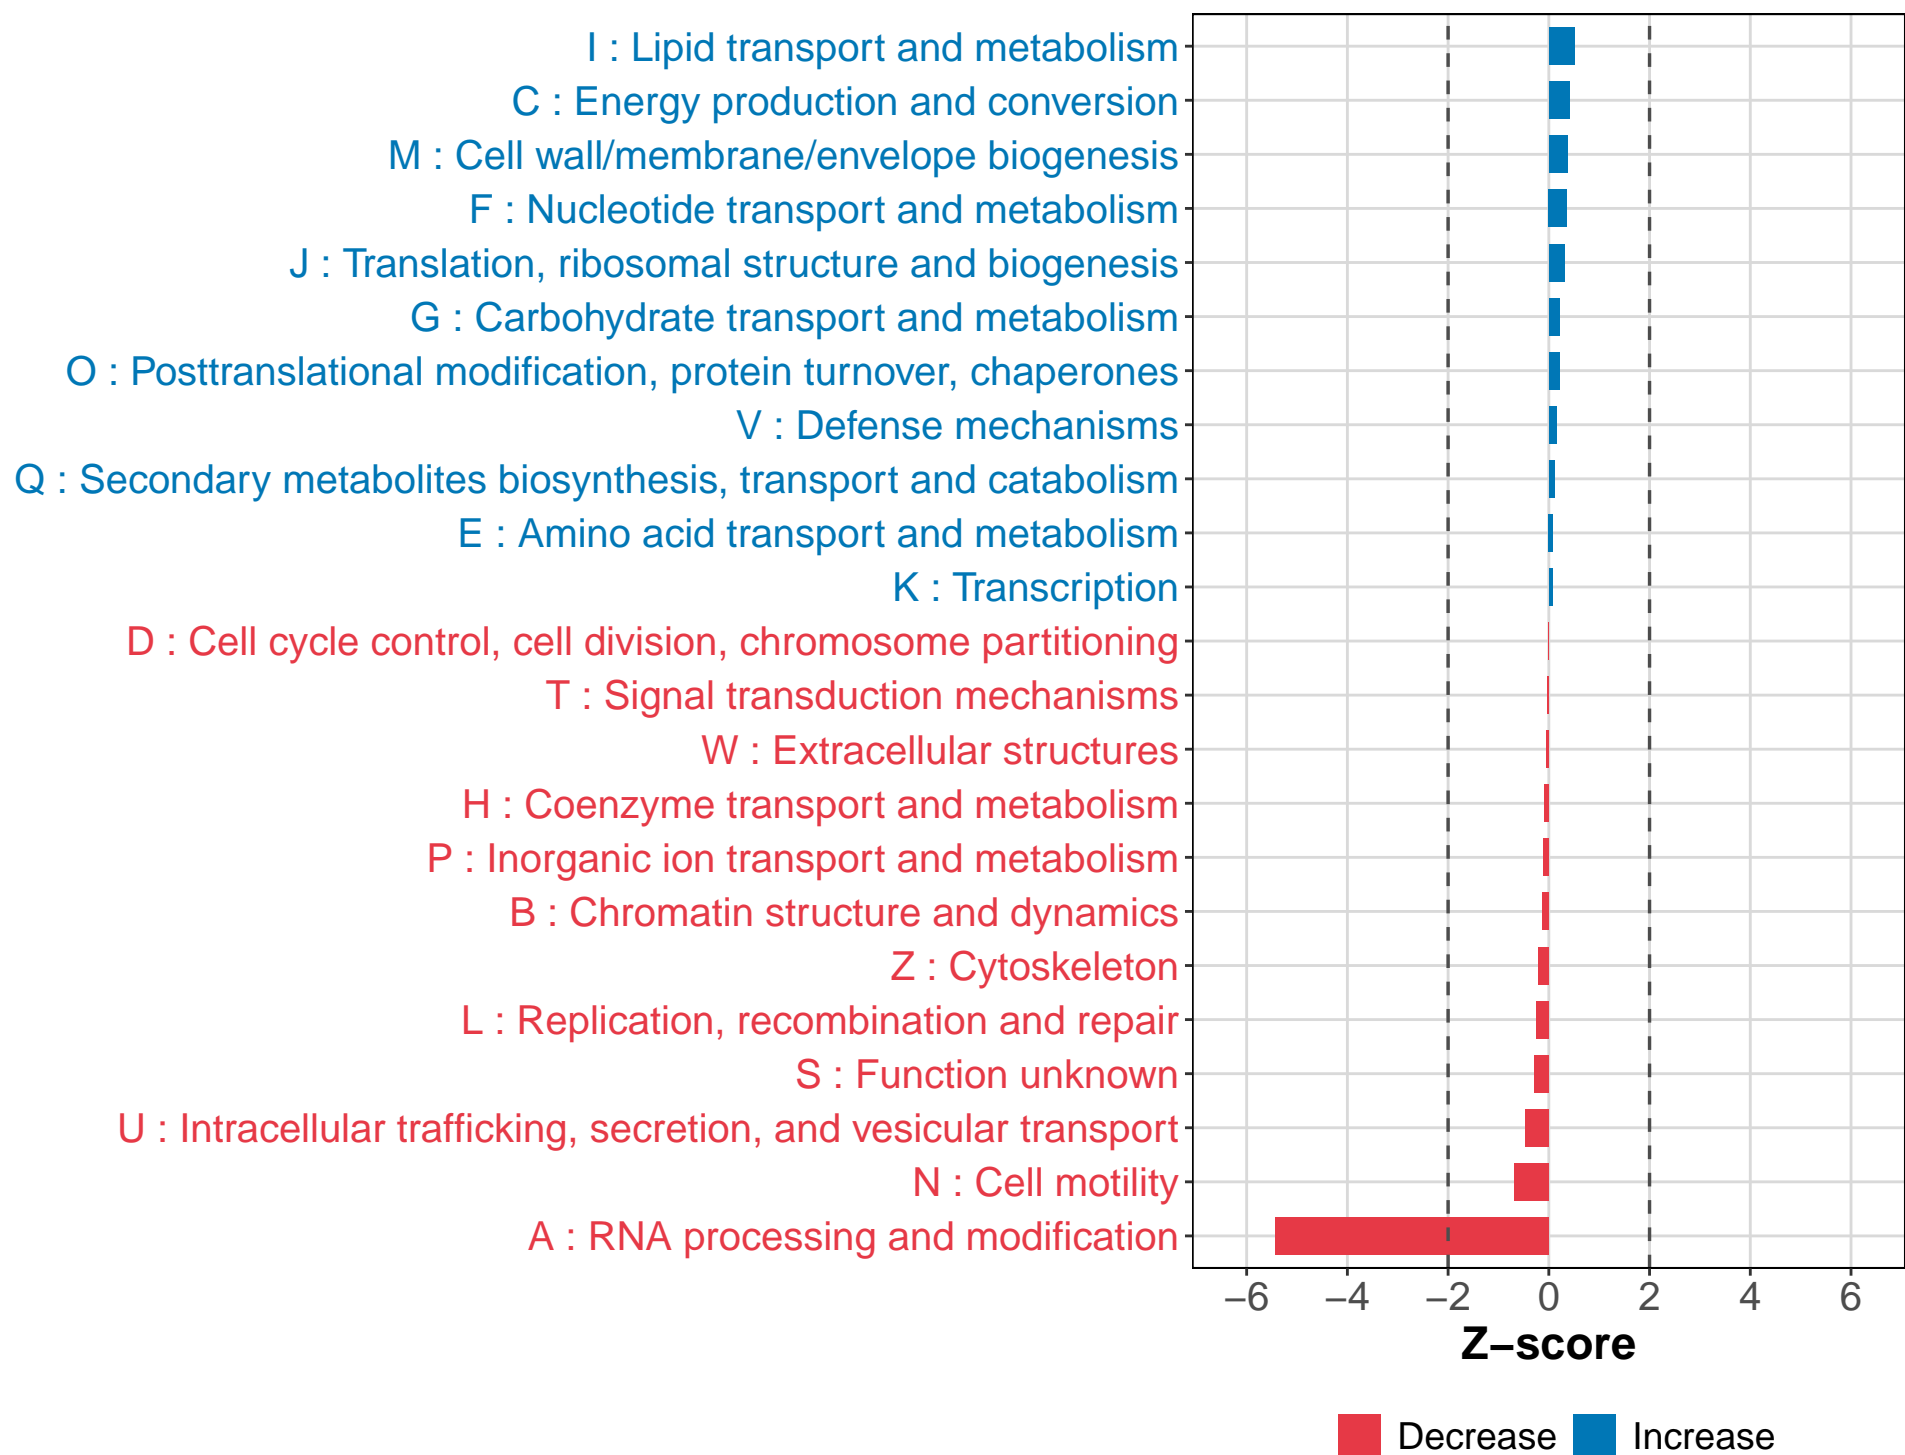 I : Lipid transport and metabolism
C : Energy production and conversion
M : Cell wall/membrane/envelope biogenesis
F : Nucleotide transport and metabolism
J : Translation, ribosomal structure and biogenesis
G : Carbohydrate transport and metabolism
O : Posttranslational modification, protein turnover, chaperones
V : Defense mechanisms
Q : Secondary metabolites biosynthesis, transport and catabolism
E : Amino acid transport and metabolism
K : Transcription
D : Cell cycle control, cell division, chromosome partitioning
T : Signal transduction mechanisms
W : Extracellular structures
H : Coenzyme transport and metabolism
P : Inorganic ion transport and metabolism
B : Chromatin structure and dynamics
Z : Cytoskeleton
L : Replication, recombination and repair
S : Function unknown
U : Intracellular trafficking, secretion, and vesicular transport
N : Cell motility
A : RNA processing and modification
−6 −4 −2 0 2 4 6
Z−score
Decrease Increase